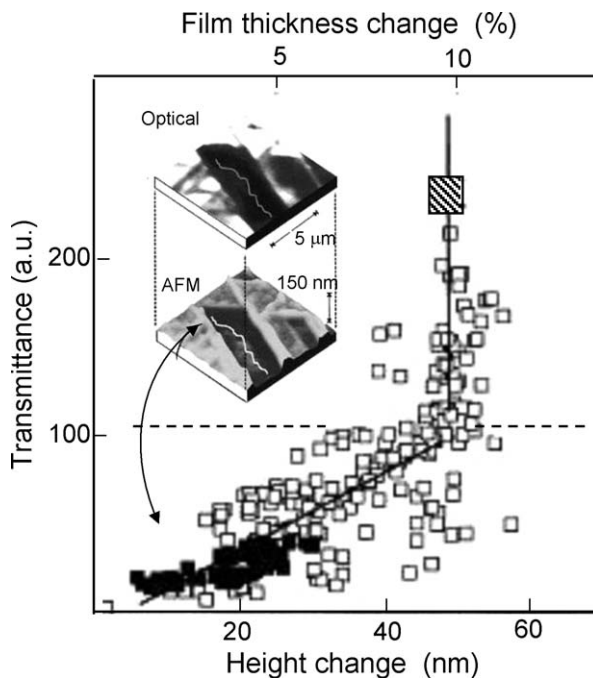 Film thickness change (%)
5
10
Optical
5 μm
AFM
150 nm
200
100
Transmittance (a.u.)
20
40
60
Height change (nm)